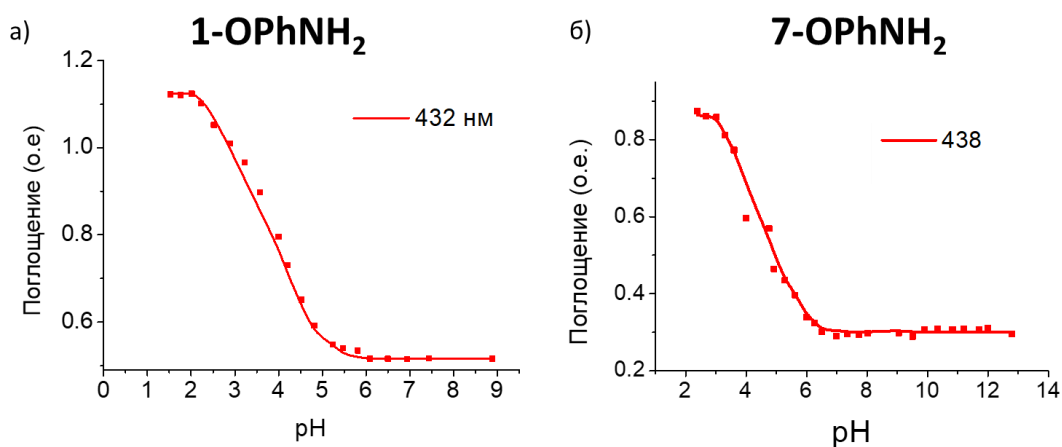 а)
1-OPhNH₂
432 нм
Поглощение (о.е)
1.2
1.0
0.8
0.6
0 1 2 3 4 5 6 7 8 9
pH
б)
7-OPhNH₂
438
Поглощение (о.е.)
0.8
0.6
0.4
0.2
2 4 6 8 10 12 14
pH